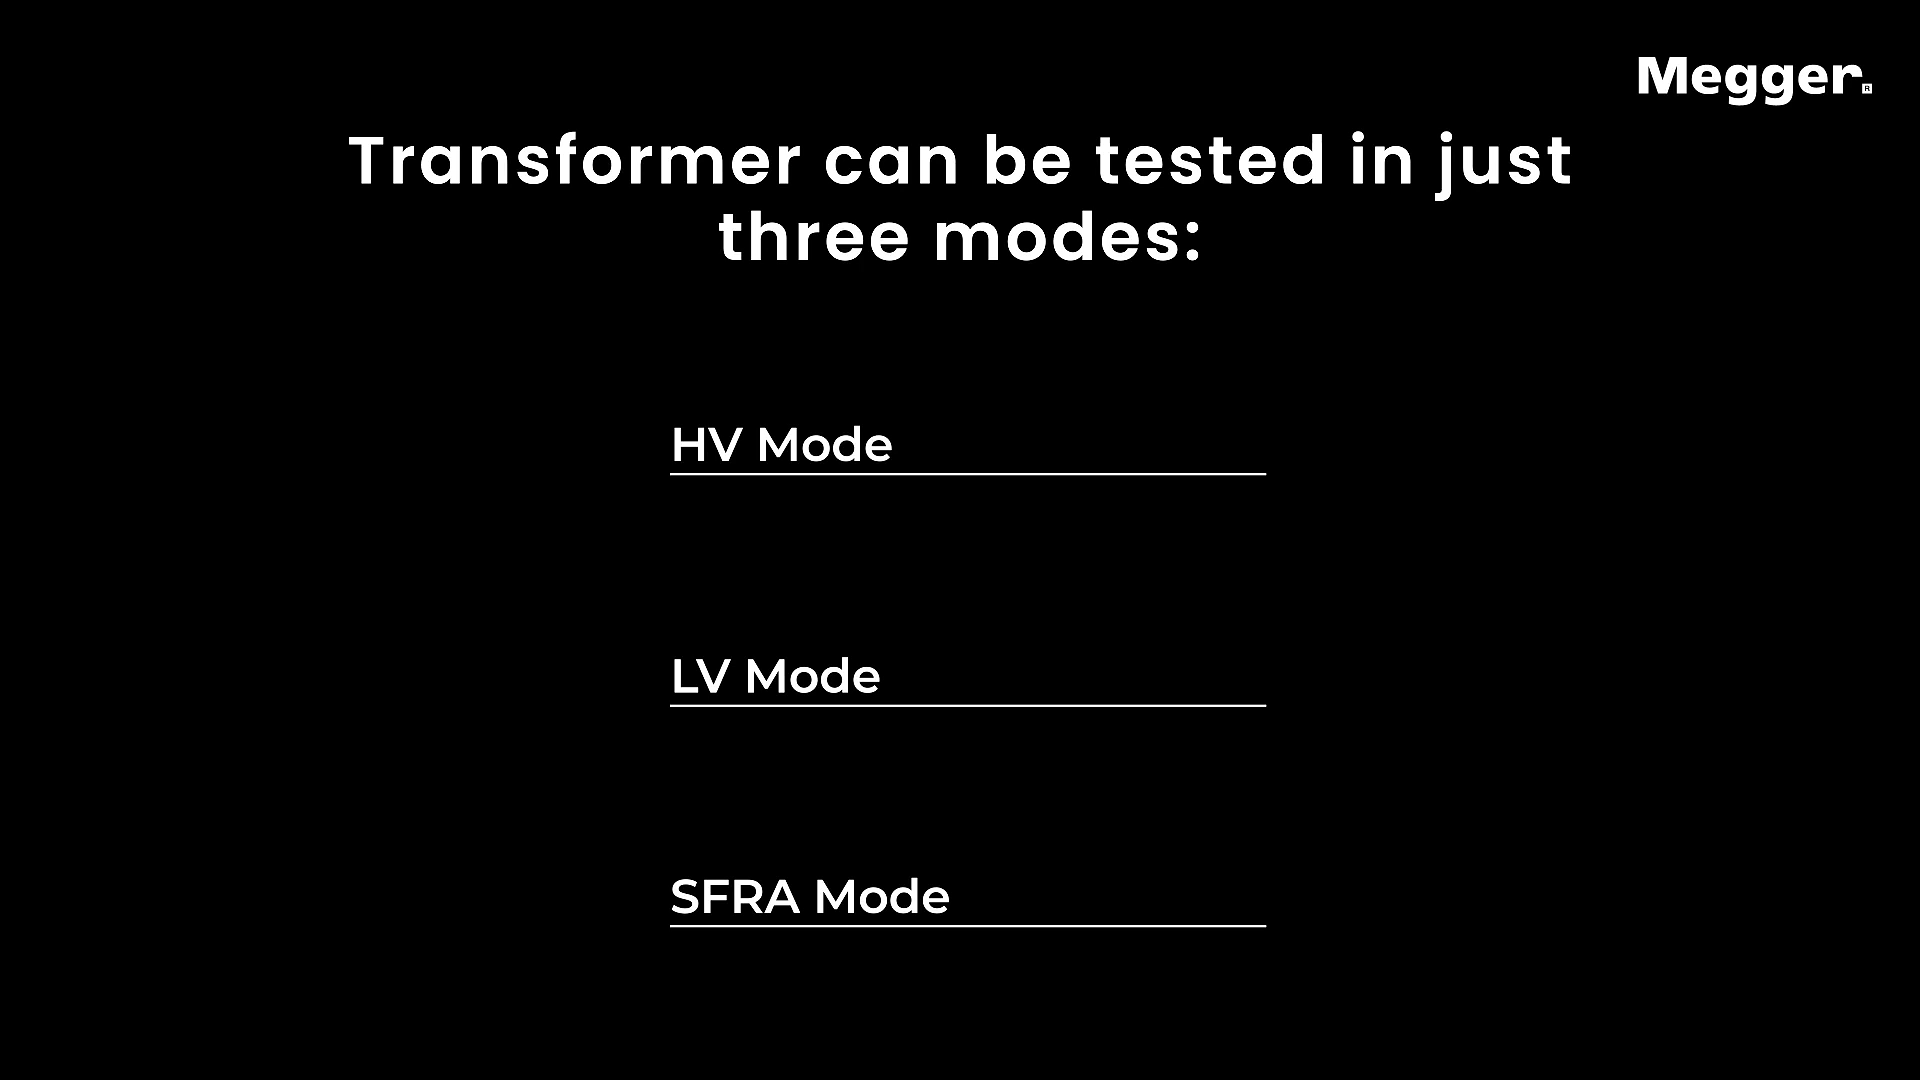 Megger.
Transformer can be tested in just
three modes:
HV Mode
LV Mode
SFRA Mode